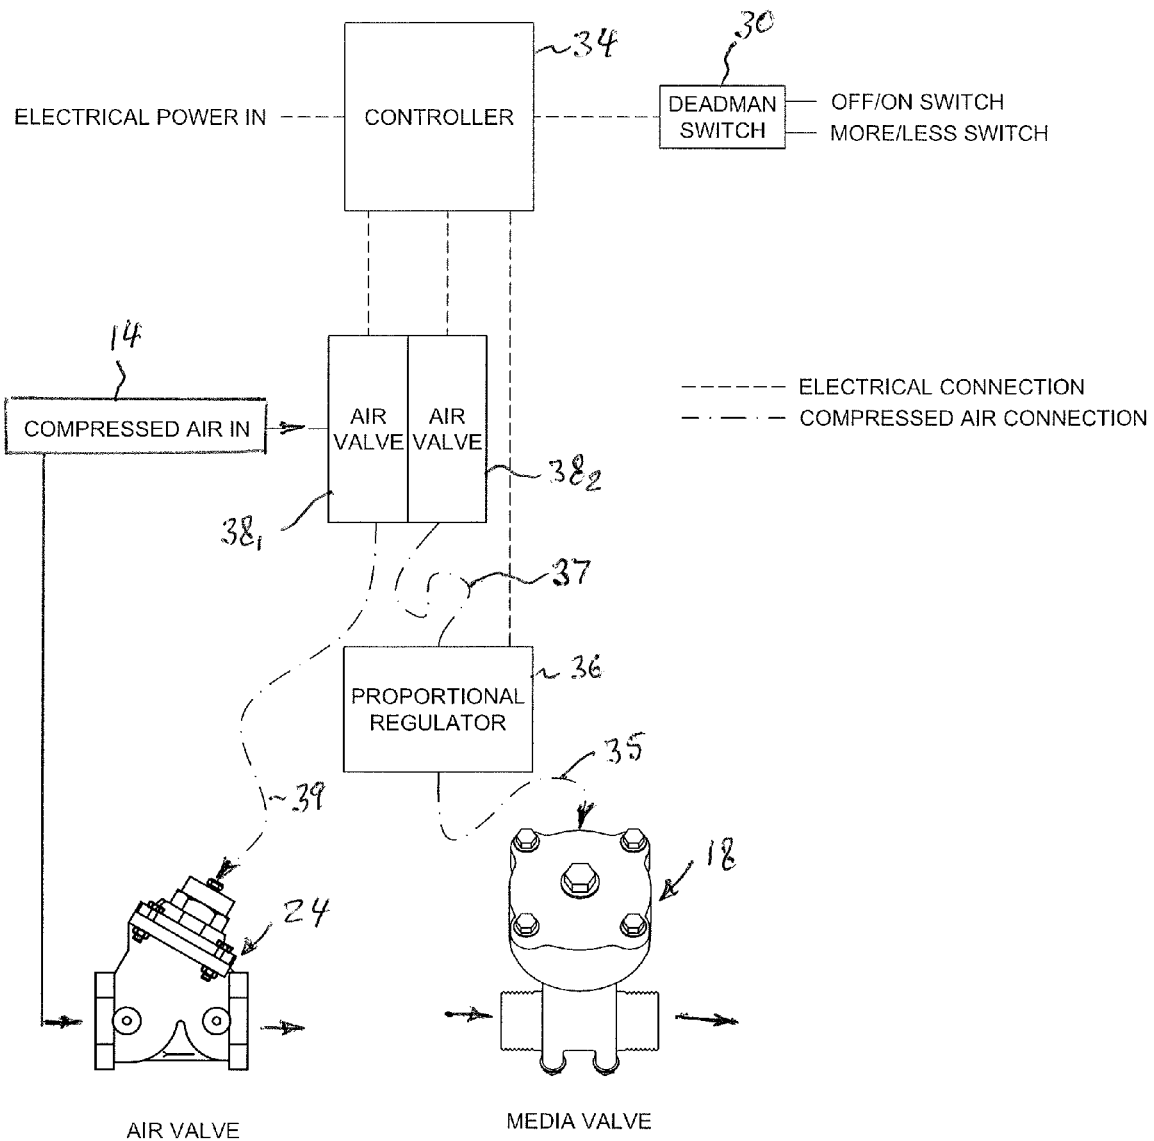 30
34
DEADMAN
SWITCH
OFF/ON SWITCH
MORE/LESS SWITCH
ELECTRICAL POWER IN
CONTROLLER
14
ELECTRICAL CONNECTION
COMPRESSED AIR CONNECTION
COMPRESSED AIR IN
AIR
VALVE
AIR
VALVE
38₂
38₁
37
36
PROPORTIONAL
REGULATOR
35
39
18
24
MEDIA VALVE
AIR VALVE